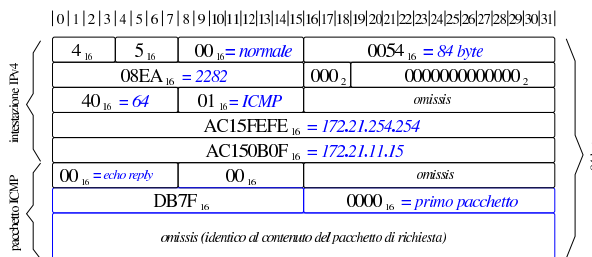 |0|1|2|3|4|5|6|7|8|9|10|11|12|13|14|15|16|17|18|19|20|21|22|23|24|25|26|27|28|29|30|31|
intestazione IPv4
4 16 5 16 00 16 = normale 0054 16 = 84 byte
08EA 16 = 2282 000 2 0000000000000 2
40 16 = 64 01 16 = ICMP omissis
AC15FEFE 16 = 172.21.254.254
AC150B0F 16 = 172.21.11.15
pacchetto ICMP
00 16 = echo reply 00 16 omissis
DB7F 16 0000 16 = primo pacchetto
omissis (identico al contenuto del pacchetto di richiesta)